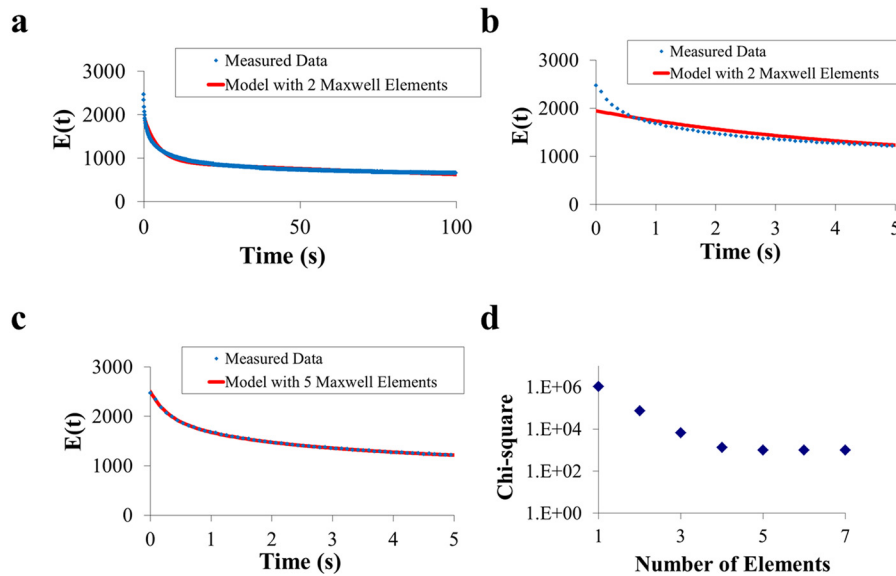 a
Measured Data
Model with 2 Maxwell Elements
3000
2000
1000
0
E(t)
0 50 100
Time (s)
b
Measured Data
Model with 2 Maxwell Elements
3000
2000
1000
0
E(t)
0 1 2 3 4 5
Time (s)
c
Measured Data
Model with 5 Maxwell Elements
3000
2000
1000
0
E(t)
0 1 2 3 4 5
Time (s)
d
1.E+06
1.E+04
1.E+02
1.E+00
Chi-square
1 3 5 7
Number of Elements